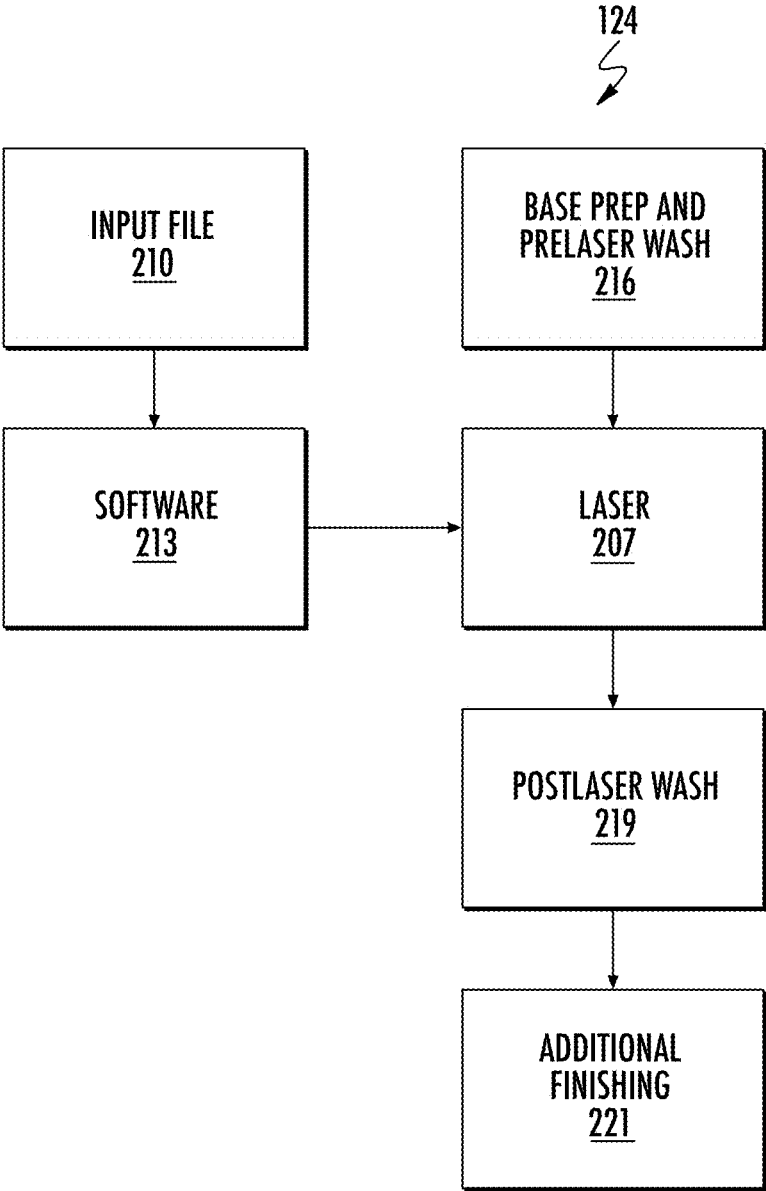 124
INPUT FILE
210
BASE PREP AND
PRELASER WASH
216
SOFTWARE
213
LASER
207
POSTLASER WASH
219
ADDITIONAL
FINISHING
221